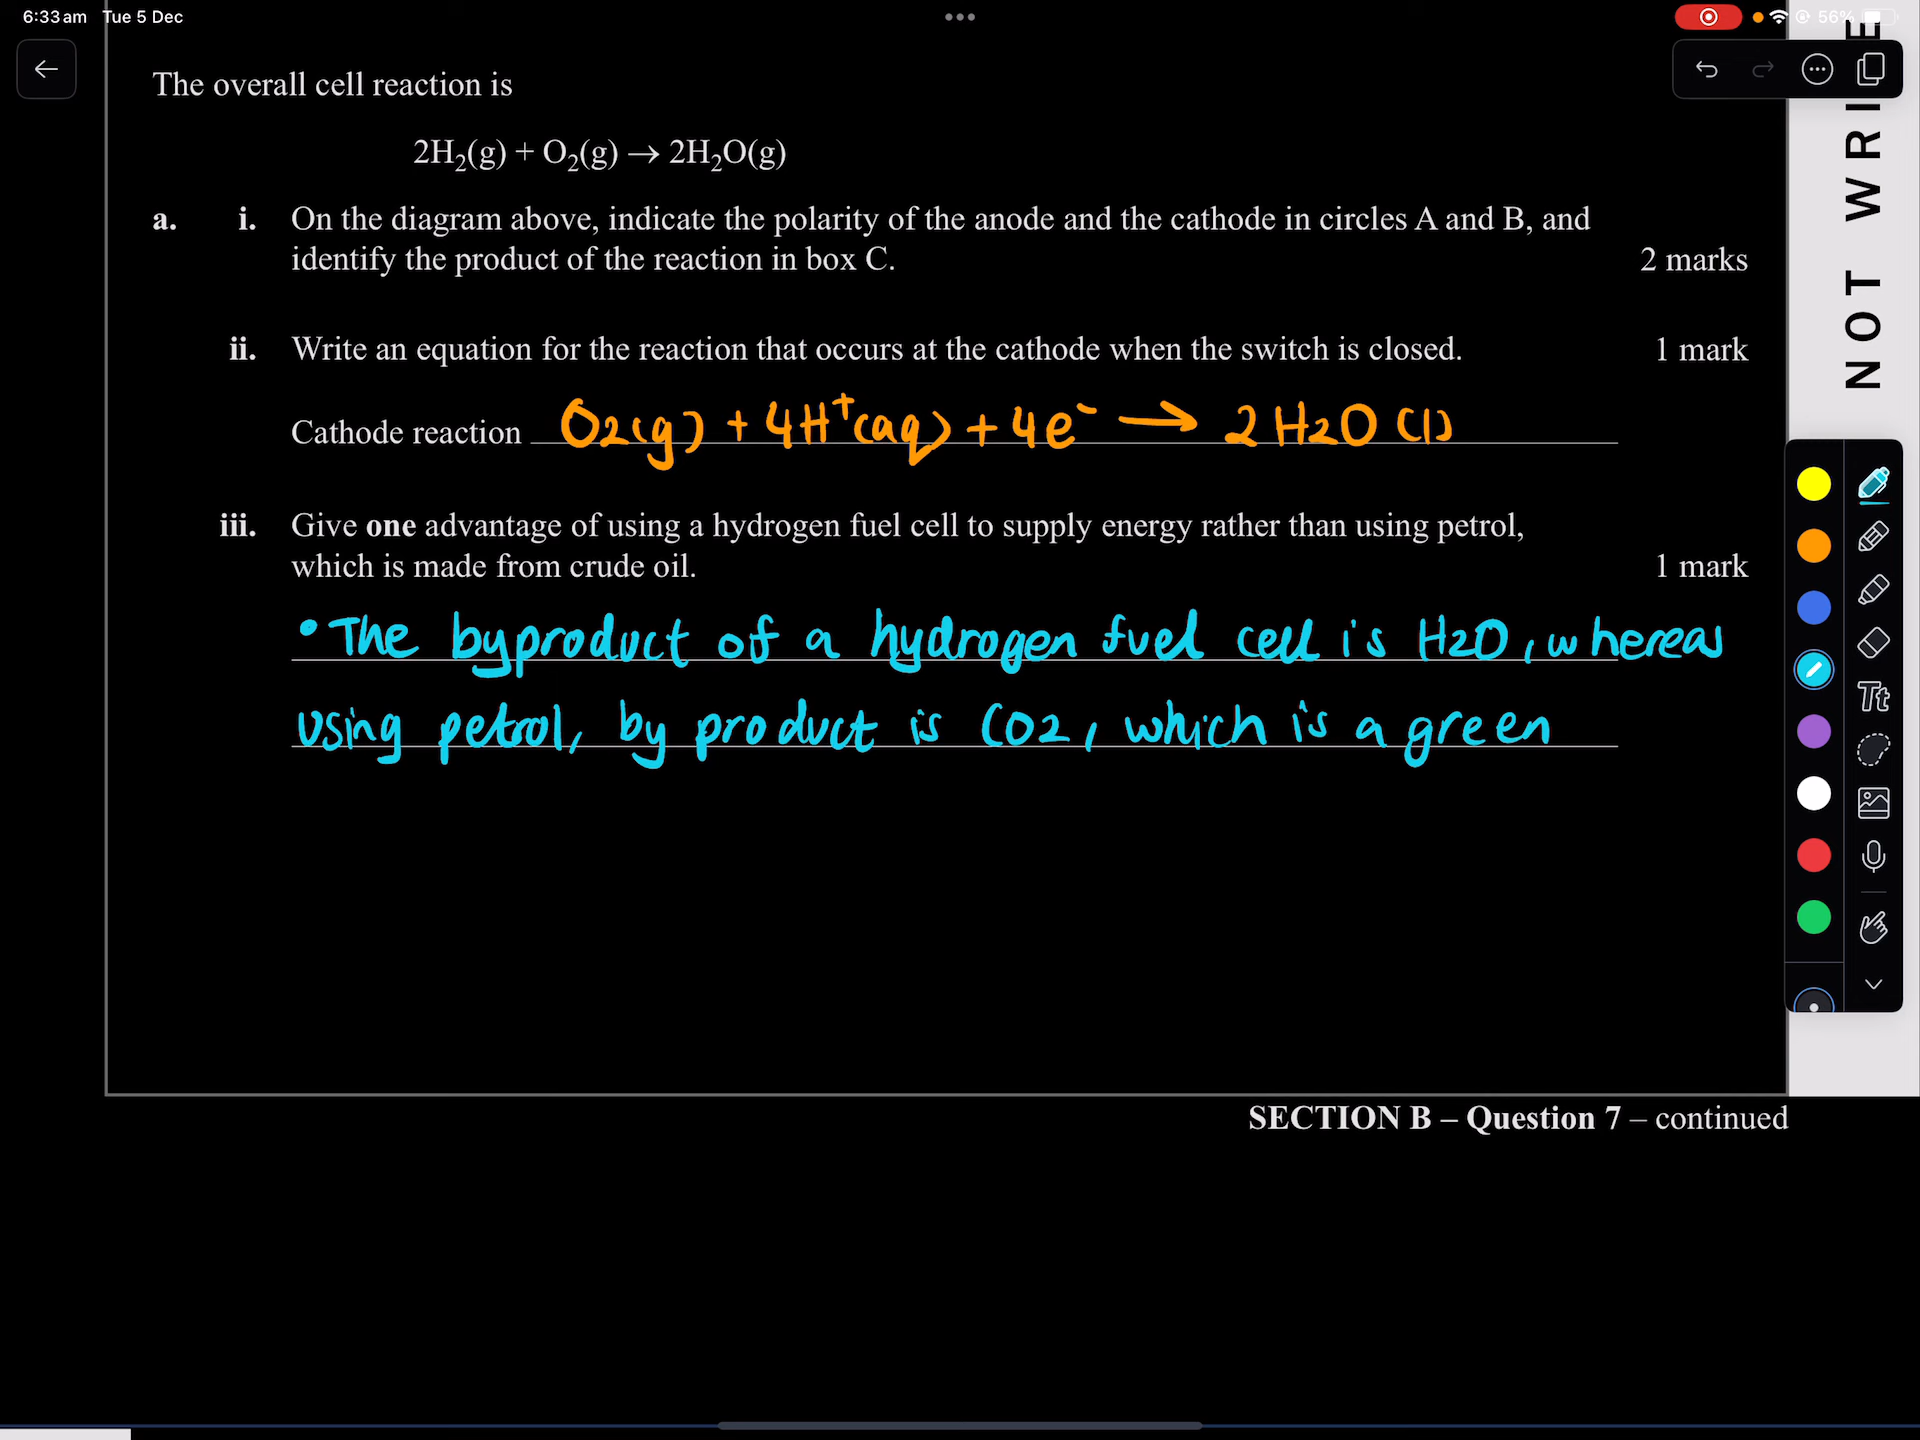 6:33 am Tue 5 Dec
56%
The overall cell reaction is
2H₂(g) + O₂(g) → 2H₂O(g)
a. i. On the diagram above, indicate the polarity of the anode and the cathode in circles A and B, and
identify the product of the reaction in box C. 2 marks
ii. Write an equation for the reaction that occurs at the cathode when the switch is closed. 1 mark
Cathode reaction O2(g) + 4H⁺(aq) + 4e⁻ → 2H2O (l)
iii. Give one advantage of using a hydrogen fuel cell to supply energy rather than using petrol,
which is made from crude oil. 1 mark
• The byproduct of a hydrogen fuel cell is H2O, whereas
using petrol, by product is CO2, which is a green
SECTION B – Question 7 – continued
NOT WRI
Tt